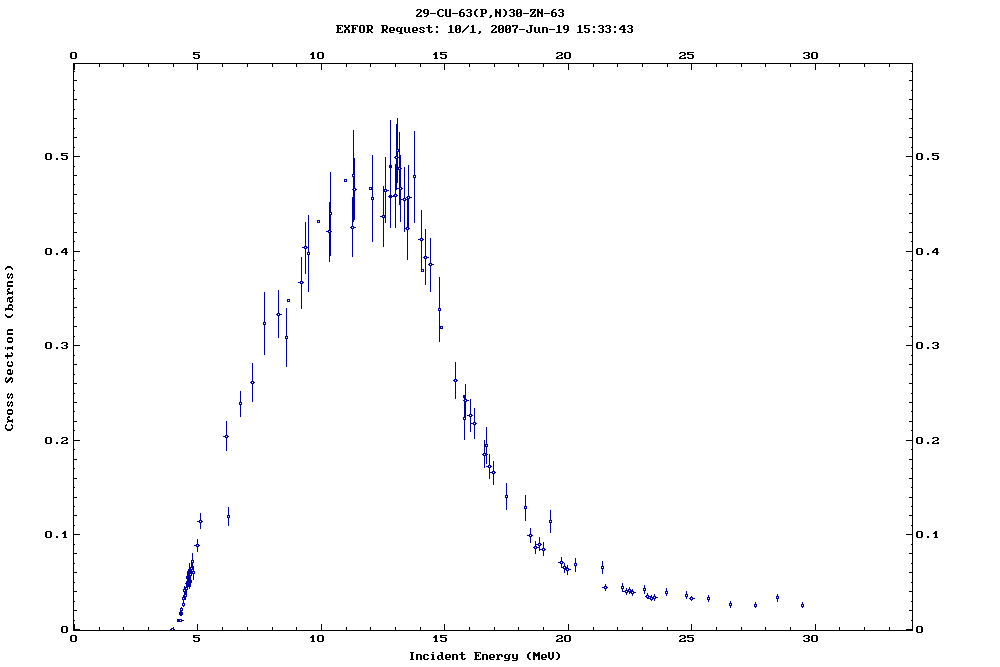 29-CU-63(P,N)30-ZN-63
EXFOR Request: 10/1, 2007-Jun-19 15:33:43
0 5 10 15 20 25 30
0.5 0.5
0.4 0.4
0.3 0.3
Cross Section (barns)
0.2 0.2
0.1 0.1
0 0
0 5 10 15 20 25 30
Incident Energy (MeV)